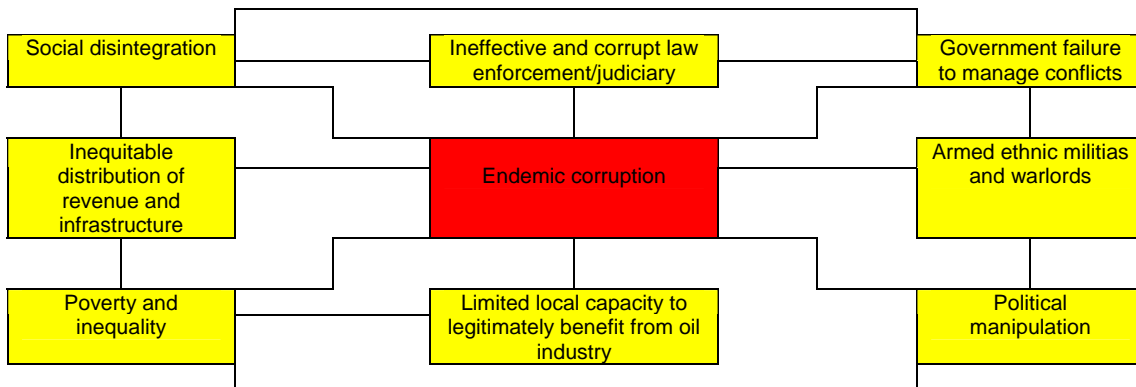 Social disintegration
Ineffective and corrupt law
enforcement/judiciary
Government failure
to manage conflicts
Inequitable
distribution of
revenue and
infrastructure
Endemic corruption
Armed ethnic militias
and warlords
Poverty and
inequality
Limited local capacity to
legitimately benefit from oil
industry
Political
manipulation